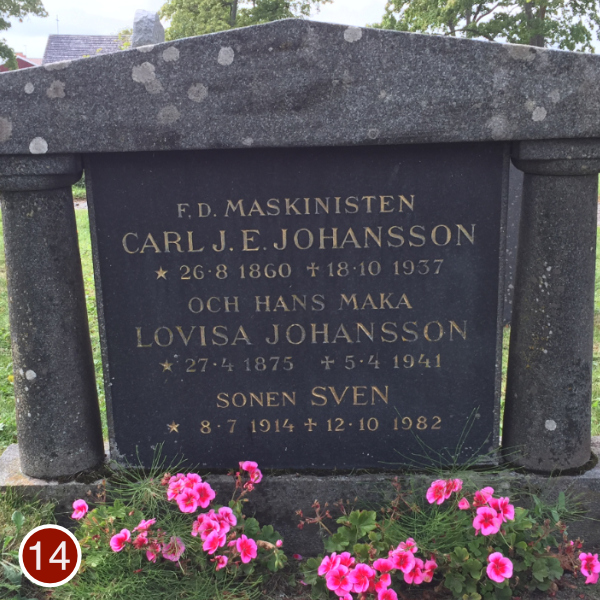 F.D. MASKINISTEN
CARL J. E. JOHANSSON
★ 26·8 1860 ✝ 18·10 1937
OCH HANS MAKA
LOVISA JOHANSSON
★ 27·4 1875 ✝ 5·4 1941
SONEN SVEN
★ 8·7 1914 ✝ 12·10 1982
14